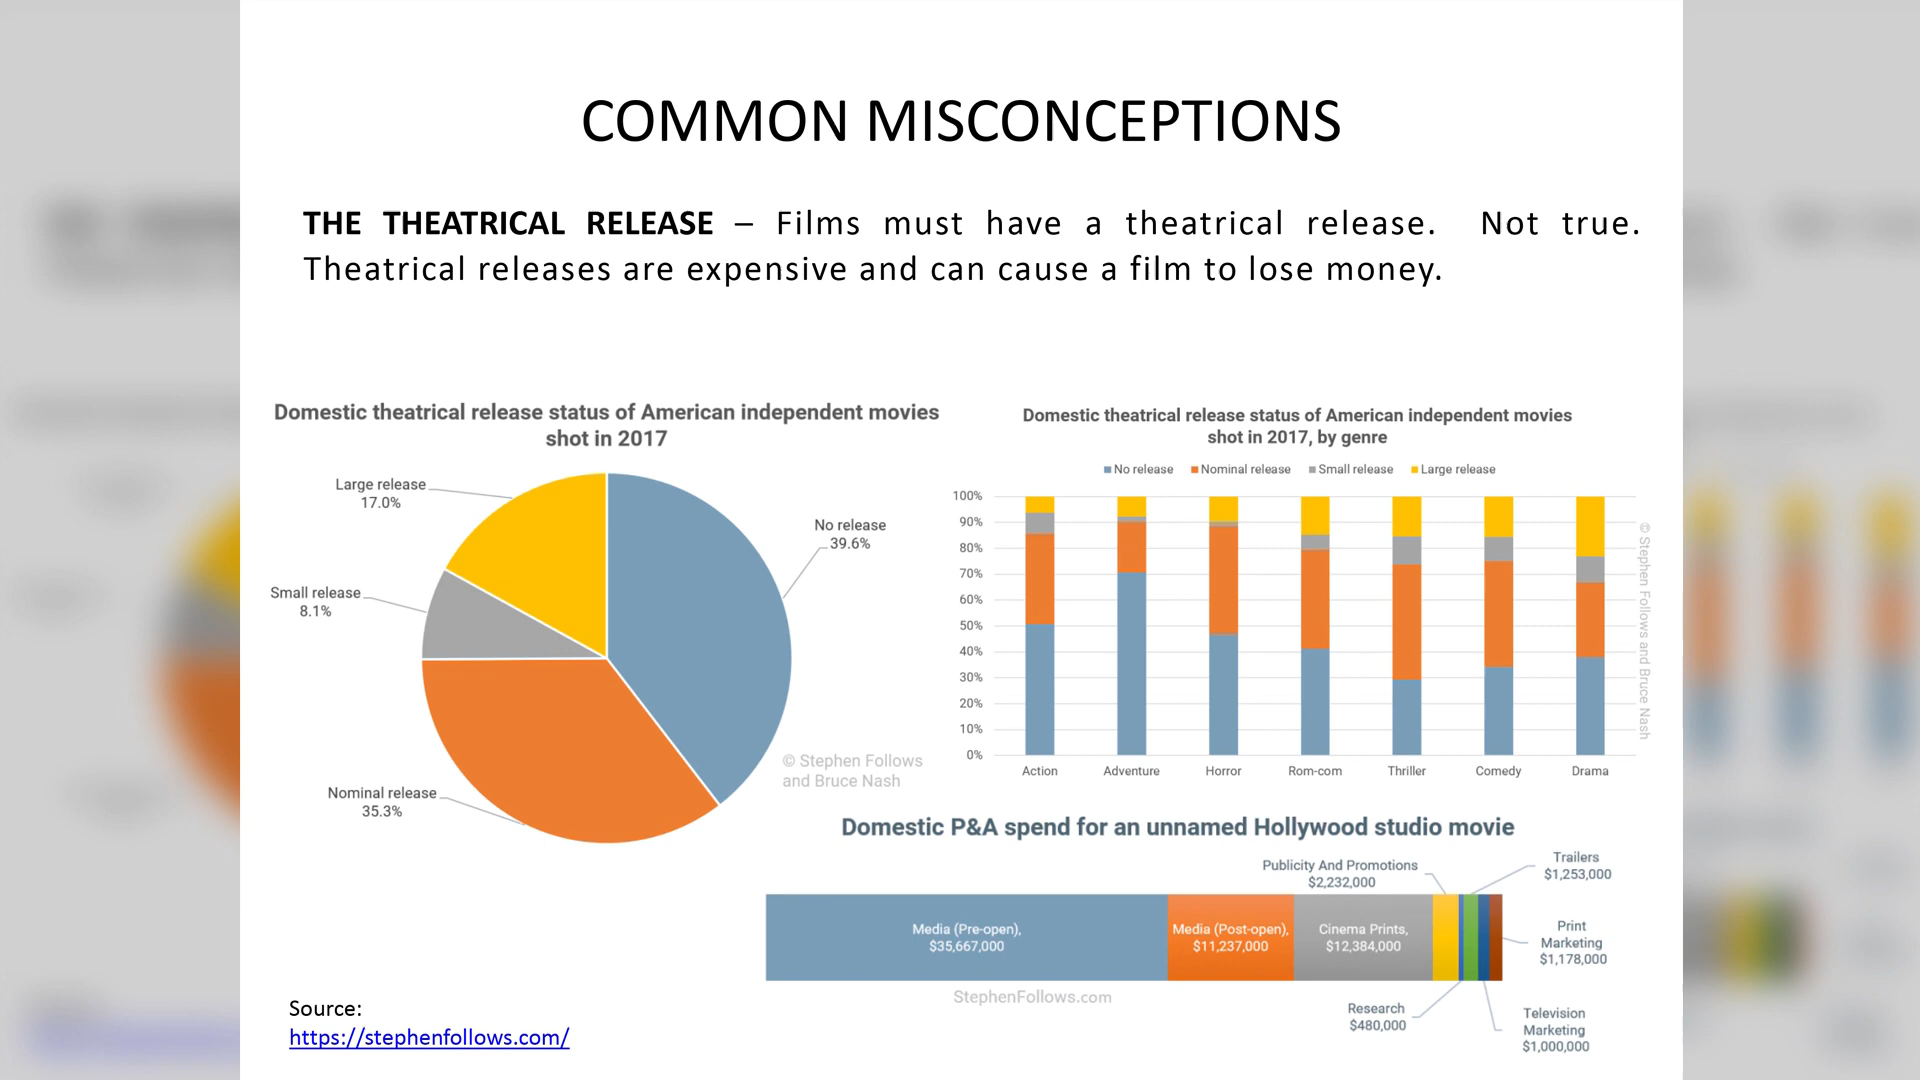 COMMON MISCONCEPTIONS
THE THEATRICAL RELEASE – Films must have a theatrical release. Not true.
Theatrical releases are expensive and can cause a film to lose money.
Domestic theatrical release status of American independent movies
shot in 2017
Large release
17.0%
No release
39.6%
Small release
8.1%
Nominal release
35.3%
© Stephen Follows
and Bruce Nash
Domestic theatrical release status of American independent movies
shot in 2017, by genre
No release Nominal release Small release Large release
100%
90%
80%
70%
60%
50%
40%
30%
20%
10%
0%
Action Adventure Horror Rom-com Thriller Comedy Drama
© Stephen Follows and Bruce Nash
Domestic P&A spend for an unnamed Hollywood studio movie
Publicity And Promotions
$2,232,000
Trailers
$1,253,000
Media (Pre-open),
$35,667,000
Media (Post-open),
$11,237,000
Cinema Prints,
$12,384,000
Print
Marketing
$1,178,000
StephenFollows.com
Research
$480,000
Television
Marketing
$1,000,000
Source:
https://stephenfollows.com/